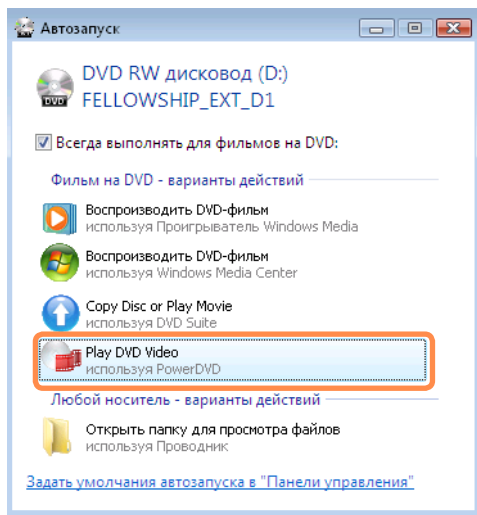 Автозапуск
DVD RW дисковод (D:)
DVD
FELLOWSHIP_EXT_D1
Всегда выполнять для фильмов на DVD:
Фильм на DVD - варианты действий
Воспроизводить DVD-фильм
используя Проигрыватель Windows Media
Воспроизводить DVD-фильм
используя Windows Media Center
Copy Disc or Play Movie
используя DVD Suite
Play DVD Video
используя PowerDVD
Любой носитель - варианты действий
Открыть папку для просмотра файлов
используя Проводник
Задать умолчания автозапуска в "Панели управления"